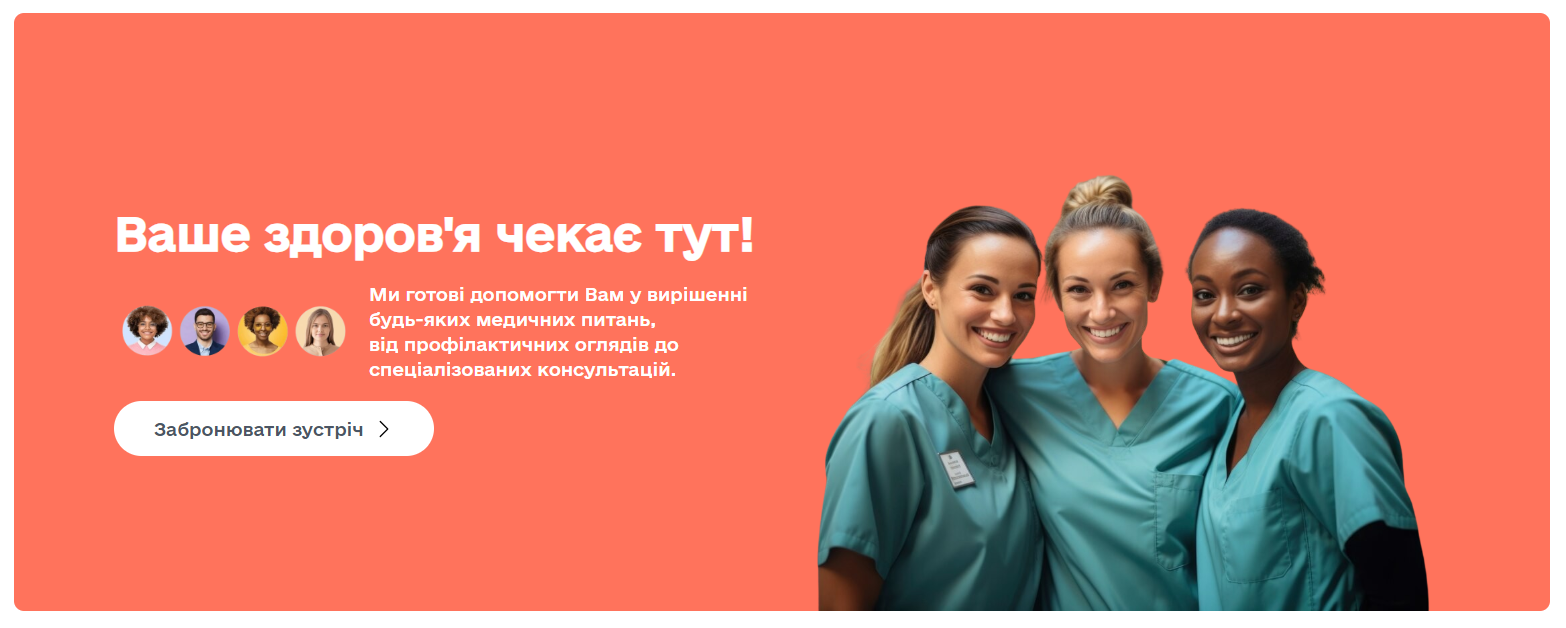 Ваше здоров'я чекає тут!
Ми готові допомогти Вам у вирішенні
будь-яких медичних питань,
від профілактичних оглядів до
спеціалізованих консультацій.
Забронювати зустріч